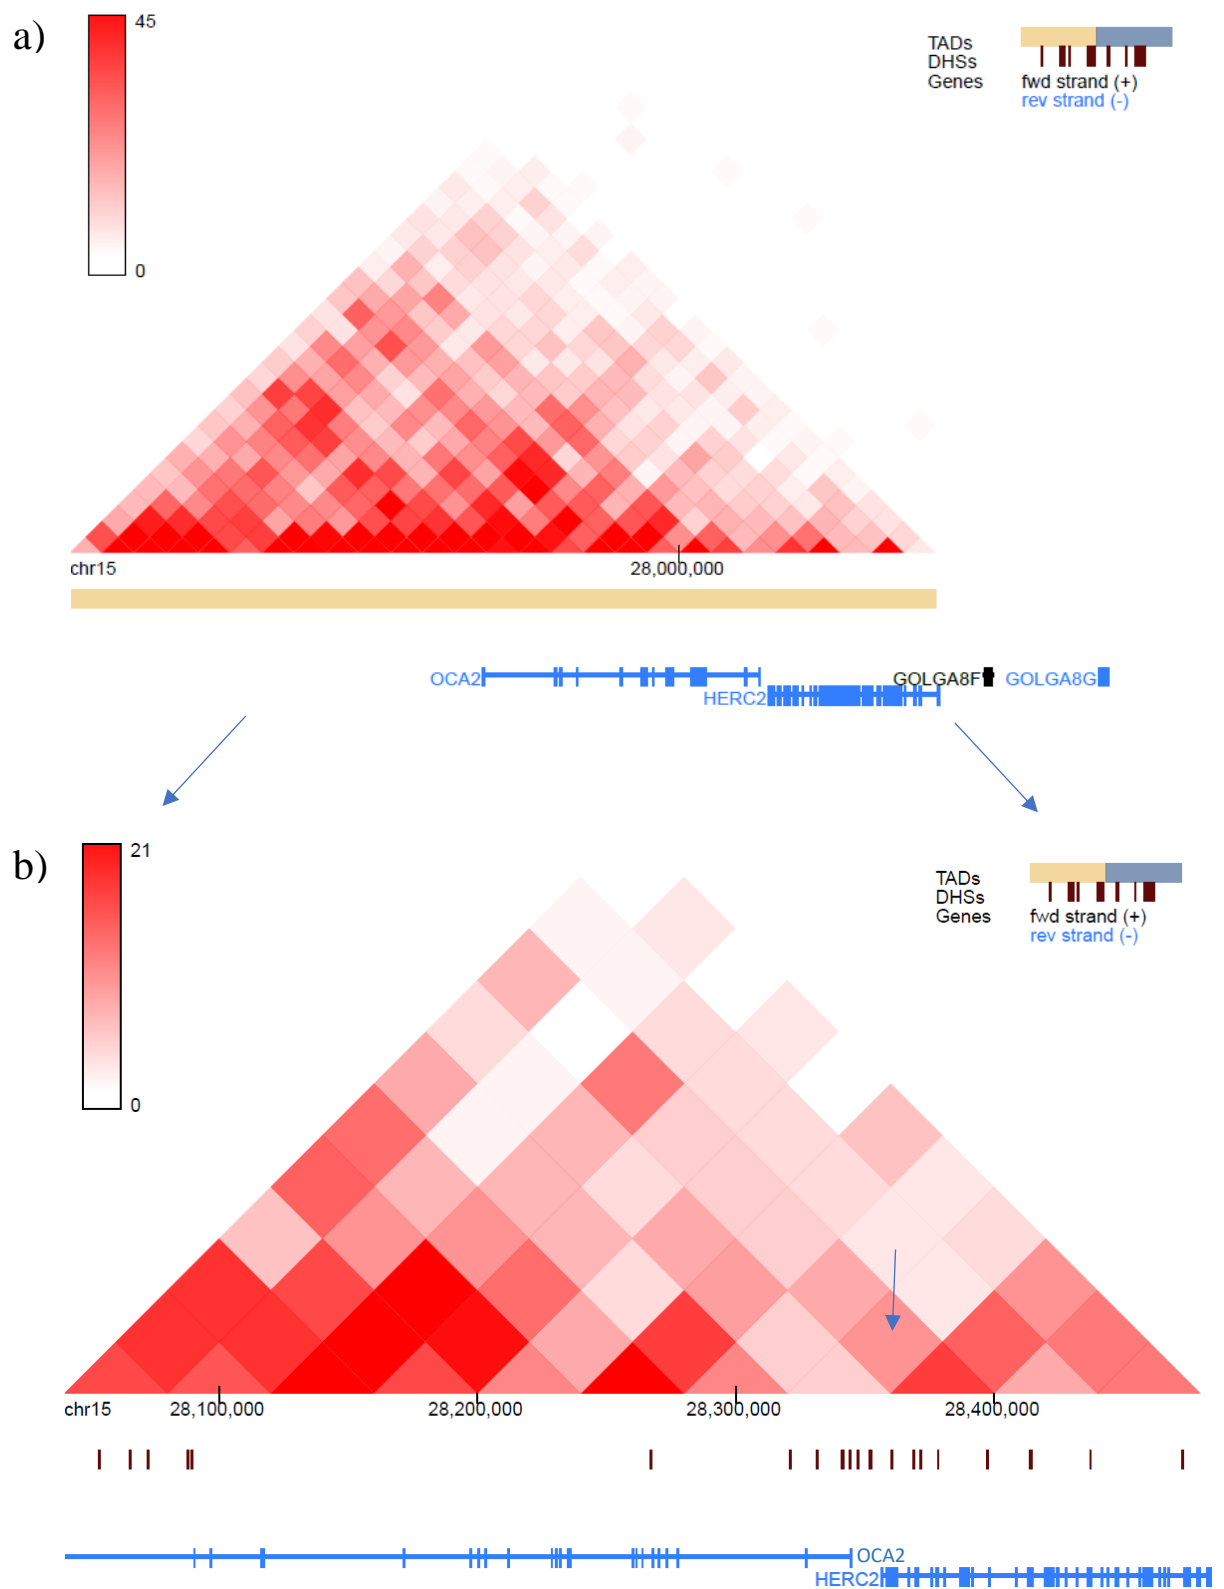 a)
45
0
TADs
DHSs
Genes
fwd strand (+)
rev strand (-)
chr15
28,000,000
OCA2
HERC2
GOLGA8F
GOLGA8G
b)
21
0
TADs
DHSs
Genes
fwd strand (+)
rev strand (-)
chr15
28,100,000
28,200,000
28,300,000
28,400,000
OCA2
HERC2